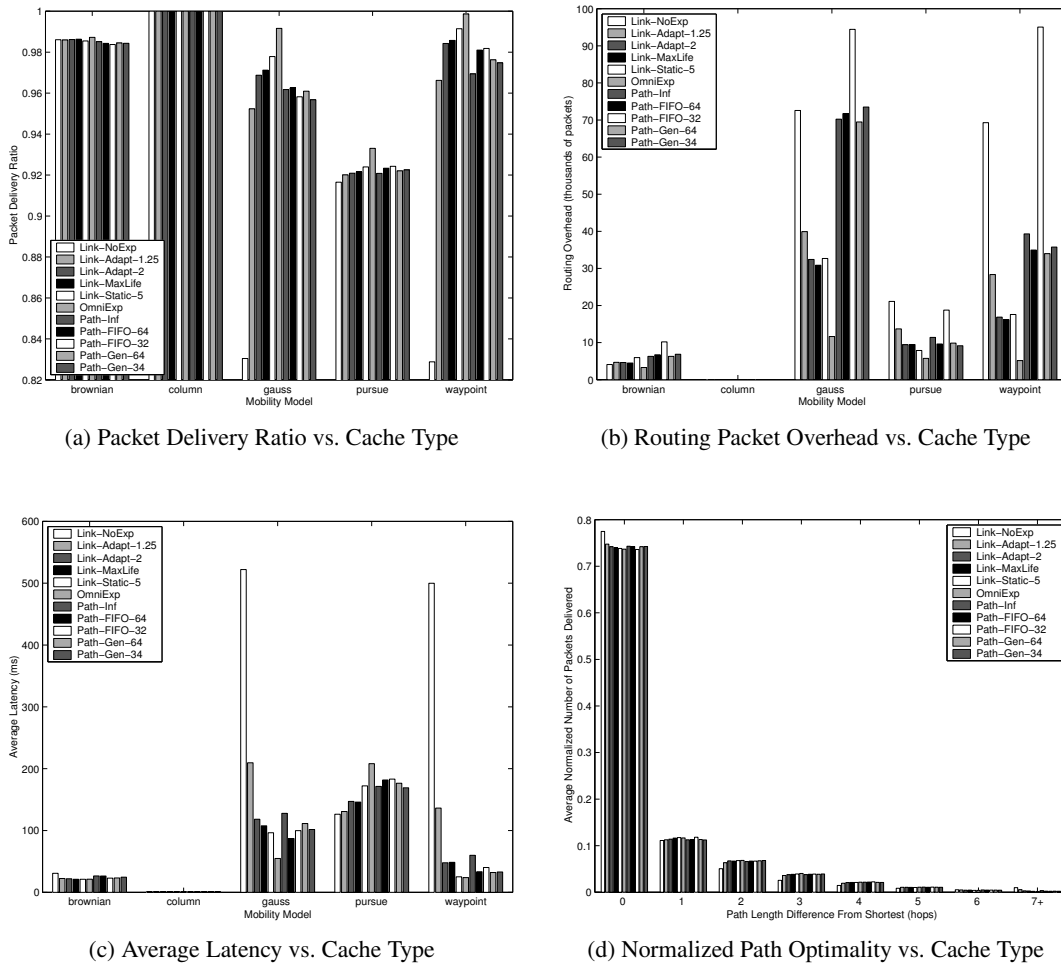 1
0.98
0.96
0.94
0.92
0.9
0.88
0.86
0.84
0.82
Packet Delivery Ratio
Link−NoExp
Link−Adapt−1.25
Link−Adapt−2
Link−MaxLife
Link−Static−5
OmniExp
Path−Inf
Path−FIFO−64
Path−FIFO−32
Path−Gen−64
Path−Gen−34
brownian column gauss pursue waypoint
Mobility Model
(a) Packet Delivery Ratio vs. Cache Type
100
90
80
70
60
50
40
30
20
10
0
Routing Overhead (thousands of packets)
Link−NoExp
Link−Adapt−1.25
Link−Adapt−2
Link−MaxLife
Link−Static−5
OmniExp
Path−Inf
Path−FIFO−64
Path−FIFO−32
Path−Gen−64
Path−Gen−34
brownian column gauss pursue waypoint
Mobility Model
(b) Routing Packet Overhead vs. Cache Type
600
500
400
300
200
100
0
Average Latency (ms)
Link−NoExp
Link−Adapt−1.25
Link−Adapt−2
Link−MaxLife
Link−Static−5
OmniExp
Path−Inf
Path−FIFO−64
Path−FIFO−32
Path−Gen−64
Path−Gen−34
brownian column gauss pursue waypoint
Mobility Model
(c) Average Latency vs. Cache Type
0.8
0.7
0.6
0.5
0.4
0.3
0.2
0.1
0
Average Normalized Number of Packets Delivered
Link−NoExp
Link−Adapt−1.25
Link−Adapt−2
Link−MaxLife
Link−Static−5
OmniExp
Path−Inf
Path−FIFO−64
Path−FIFO−32
Path−Gen−64
Path−Gen−34
0 1 2 3 4 5 6 7+
Path Length Difference From Shortest (hops)
(d) Normalized Path Optimality vs. Cache Type